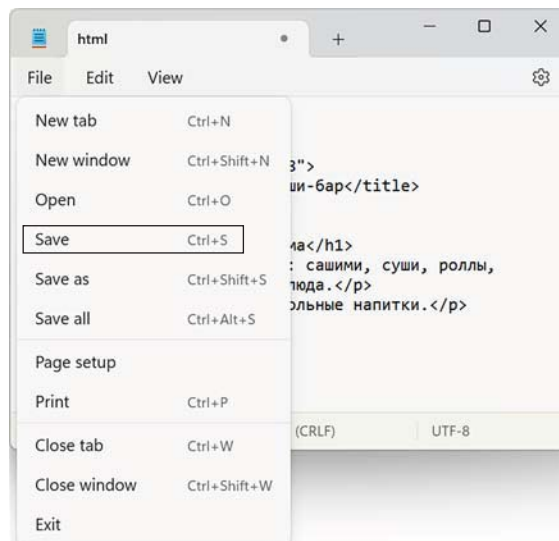 html
File Edit View
New tab Ctrl+N
New window Ctrl+Shift+N
Open Ctrl+O
Save Ctrl+S
Save as Ctrl+Shift+S
Save all Ctrl+Alt+S
Page setup
Print Ctrl+P
Close tab Ctrl+W
Close window Ctrl+Shift+W
Exit
">
ши-бар</title>
ма</h1>
: сашими, суши, роллы,
люда.</p>
ольные напитки.</p>
(CRLF) UTF-8